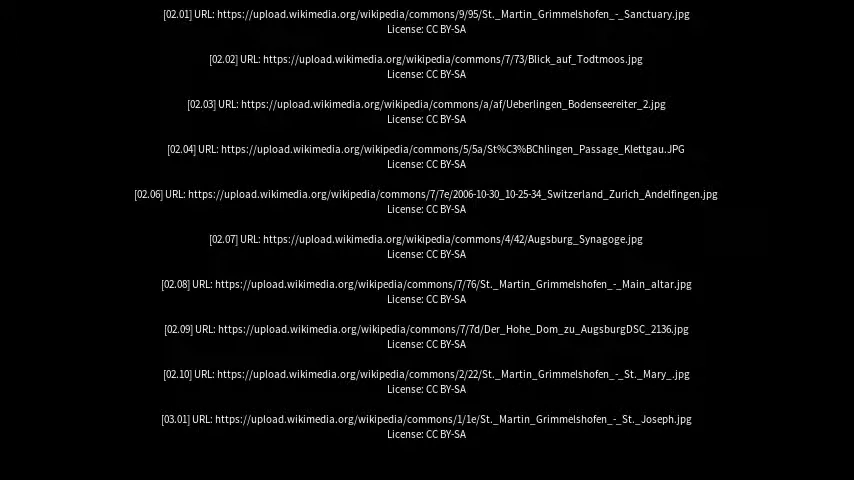 [02.01] URL: https://upload.wikimedia.org/wikipedia/commons/9/95/St._Martin_Grimmelshofen_-_Sanctuary.jpg
License: CC BY-SA
[02.02] URL: https://upload.wikimedia.org/wikipedia/commons/7/73/Blick_auf_Todtmoos.jpg
License: CC BY-SA
[02.03] URL: https://upload.wikimedia.org/wikipedia/commons/a/af/Ueberlingen_Bodenseereiter_2.jpg
License: CC BY-SA
[02.04] URL: https://upload.wikimedia.org/wikipedia/commons/5/5a/St%C3%BChlingen_Passage_Klettgau.JPG
License: CC BY-SA
[02.06] URL: https://upload.wikimedia.org/wikipedia/commons/7/7e/2006-10-30_10-25-34_Switzerland_Zurich_Andelfingen.jpg
License: CC BY-SA
[02.07] URL: https://upload.wikimedia.org/wikipedia/commons/4/42/Augsburg_Synagoge.jpg
License: CC BY-SA
[02.08] URL: https://upload.wikimedia.org/wikipedia/commons/7/76/St._Martin_Grimmelshofen_-_Main_altar.jpg
License: CC BY-SA
[02.09] URL: https://upload.wikimedia.org/wikipedia/commons/7/7d/Der_Hohe_Dom_zu_AugsburgDSC_2136.jpg
License: CC BY-SA
[02.10] URL: https://upload.wikimedia.org/wikipedia/commons/2/22/St._Martin_Grimmelshofen_-_St._Mary_.jpg
License: CC BY-SA
[03.01] URL: https://upload.wikimedia.org/wikipedia/commons/1/1e/St._Martin_Grimmelshofen_-_St._Joseph.jpg
License: CC BY-SA